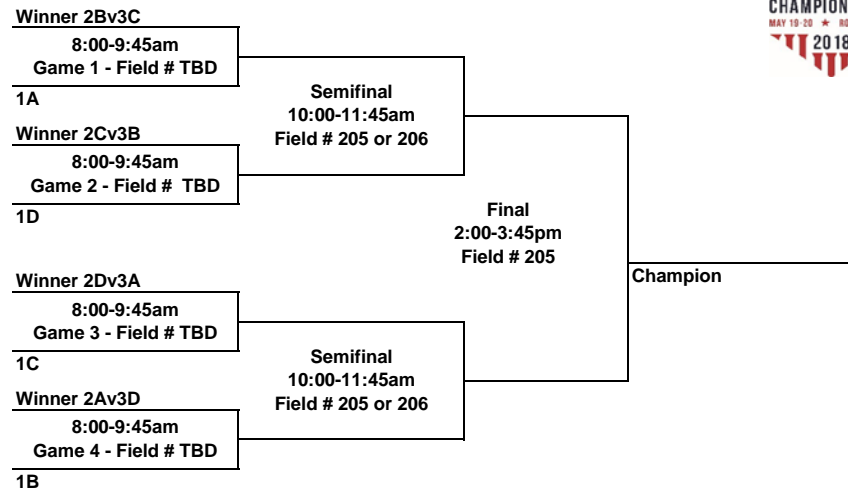 CHAMPION
MAY 19-20 ★
2018
Winner 2Bv3C
8:00-9:45am
Game 1 - Field # TBD
1A
Winner 2Cv3B
8:00-9:45am
Game 2 - Field # TBD
1D
Semifinal
10:00-11:45am
Field # 205 or 206
Final
2:00-3:45pm
Field # 205
Champion
Winner 2Dv3A
8:00-9:45am
Game 3 - Field # TBD
1C
Winner 2Av3D
8:00-9:45am
Game 4 - Field # TBD
1B
Semifinal
10:00-11:45am
Field # 205 or 206